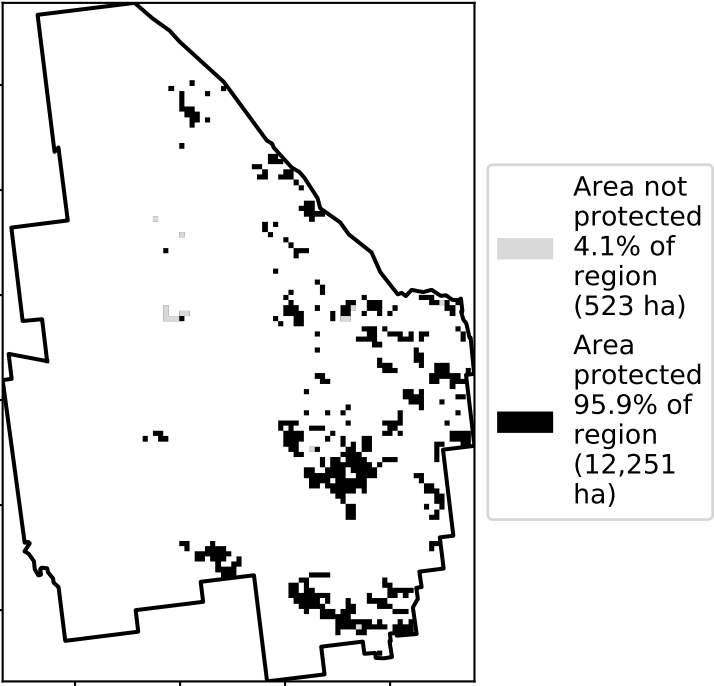 Area not
protected
4.1% of
region
(523 ha)
Area
protected
95.9% of
region
(12,251
ha)